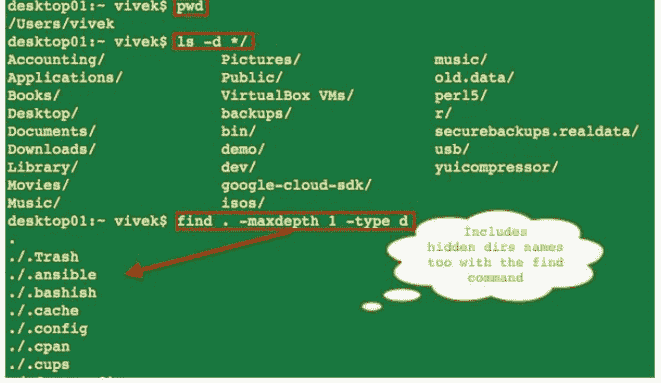 desktop01:~ vivek$ pwd
/Users/vivek
desktop01:~ vivek$ ls -d */
Accounting/ Pictures/ music/
Applications/ Public/ old.data/
Books/ VirtualBox VMs/ perl5/
Desktop/ backups/ r/
Documents/ bin/ securebackups.realdata/
Downloads/ demo/ usb/
Library/ dev/ yuicompressor/
Movies/ google-cloud-sdk/
Music/ isos/
desktop01:~ vivek$ find . -maxdepth 1 -type d
.
./.Trash
./.ansible
./.bashish
./.cache
./.config
./.cpan
./.cups
Includes
hidden dirs names
too with the find
command